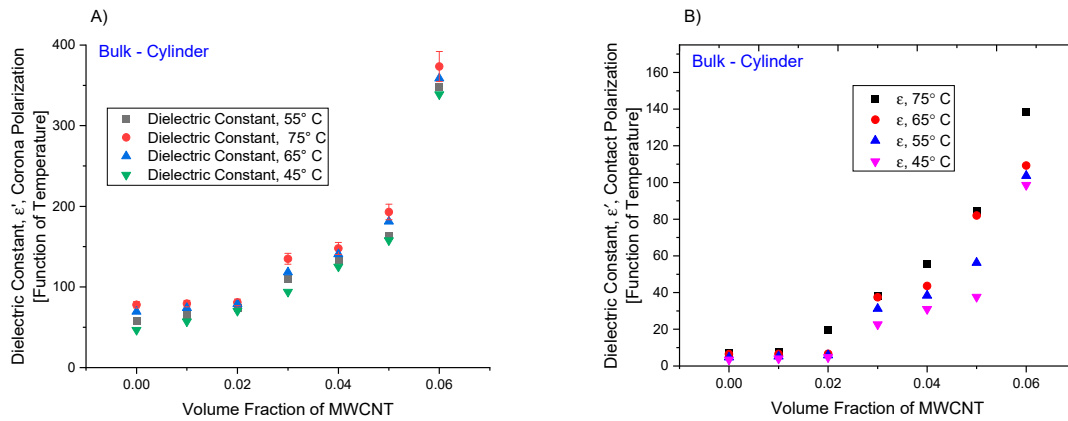 A)
Bulk - Cylinder
Dielectric Constant, ε', Corona Polarization
[Function of Temperature]
400
300
200
100
0
Dielectric Constant, 55° C
Dielectric Constant, 75° C
Dielectric Constant, 65° C
Dielectric Constant, 45° C
0.00 0.02 0.04 0.06
Volume Fraction of MWCNT
B)
Bulk - Cylinder
Dielectric Constant, ε′, Contact Polarization
[Function of Temperature]
160
140
120
100
80
60
40
20
0
ε, 75° C
ε, 65° C
ε, 55° C
ε, 45° C
0.00 0.02 0.04 0.06
Volume Fraction of MWCNT